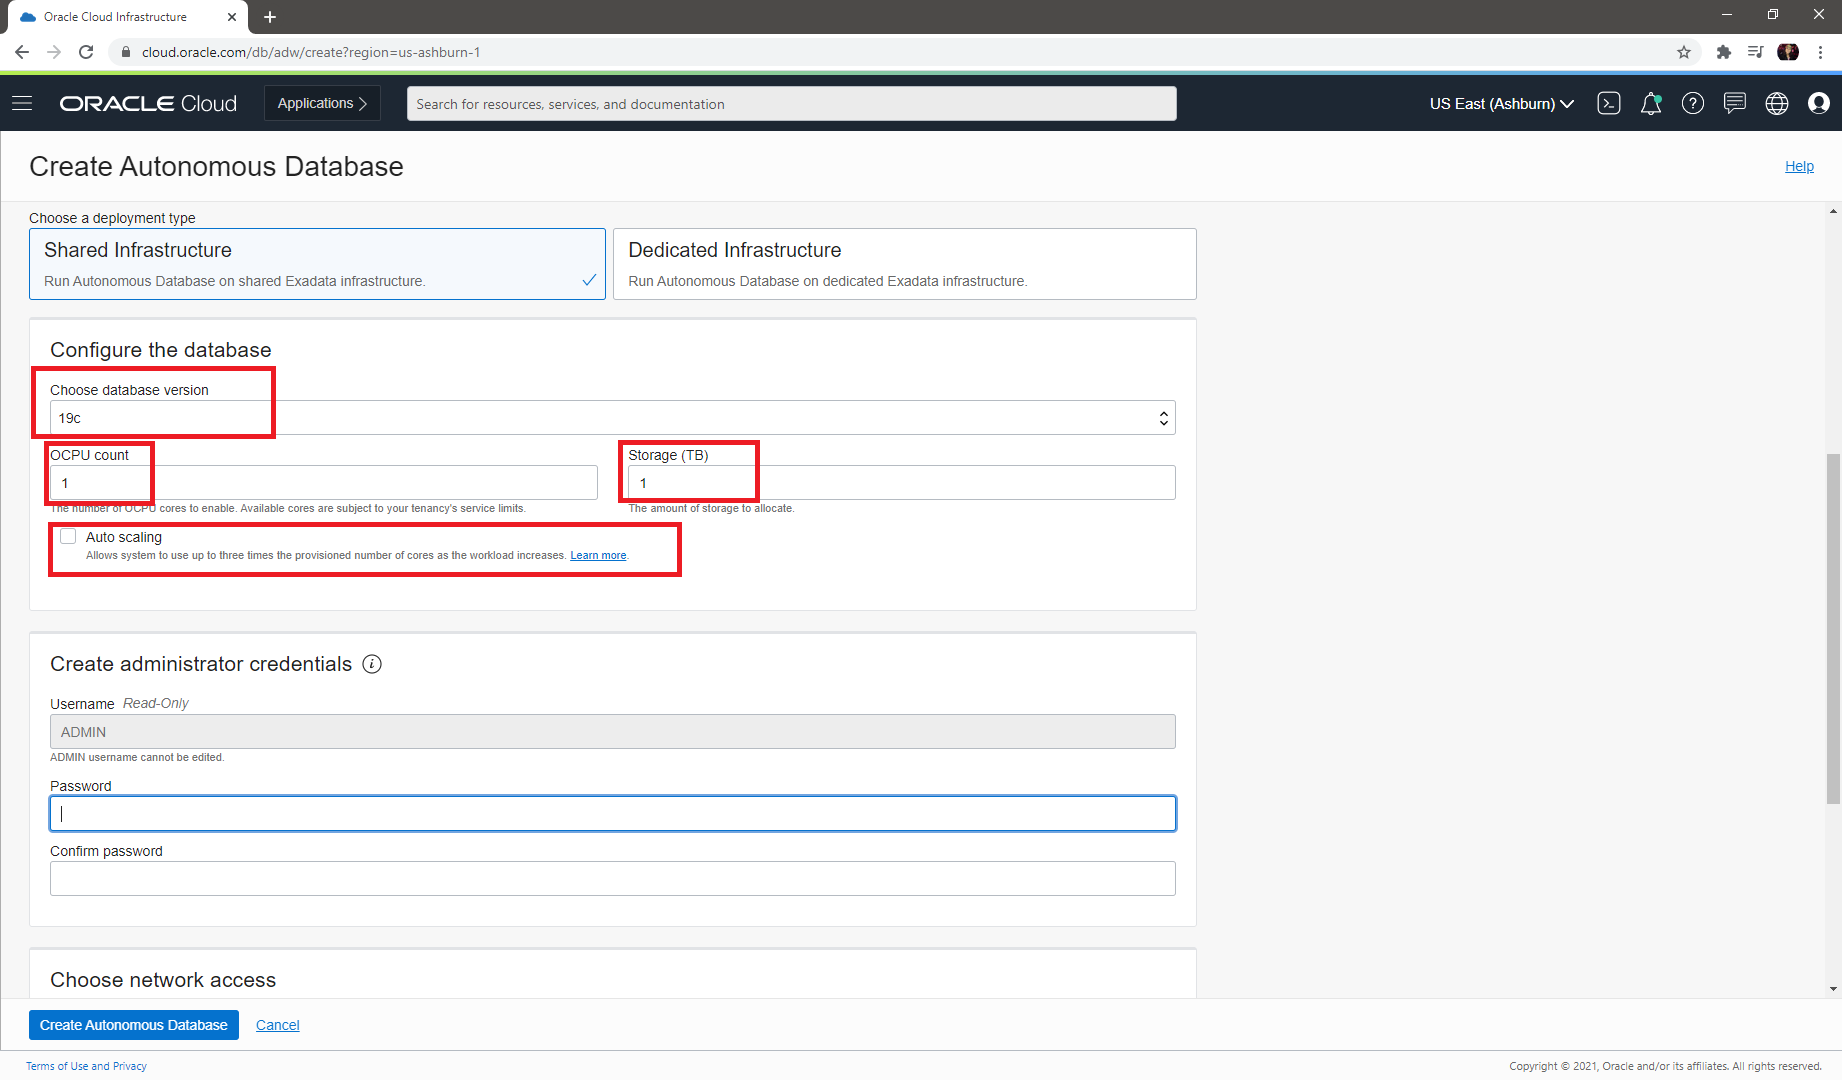 Oracle Cloud Infrastructure
cloud.oracle.com/db/adw/create?region=us-ashburn-1
ORACLE Cloud
Applications
Search for resources, services, and documentation
US East (Ashburn)
Create Autonomous Database
Help
Choose a deployment type
Shared Infrastructure
Run Autonomous Database on shared Exadata infrastructure.
Dedicated Infrastructure
Run Autonomous Database on dedicated Exadata infrastructure.
Configure the database
Choose database version
19c
OCPU count
1
The number of OCPU cores to enable. Available cores are subject to your tenancy's service limits.
Storage (TB)
1
The amount of storage to allocate.
Auto scaling
Allows system to use up to three times the provisioned number of cores as the workload increases. Learn more.
Create administrator credentials
Username Read-Only
ADMIN
ADMIN username cannot be edited.
Password
Confirm password
Choose network access
Create Autonomous Database
Cancel
Terms of Use and Privacy
Copyright © 2021, Oracle and/or its affiliates. All rights reserved.